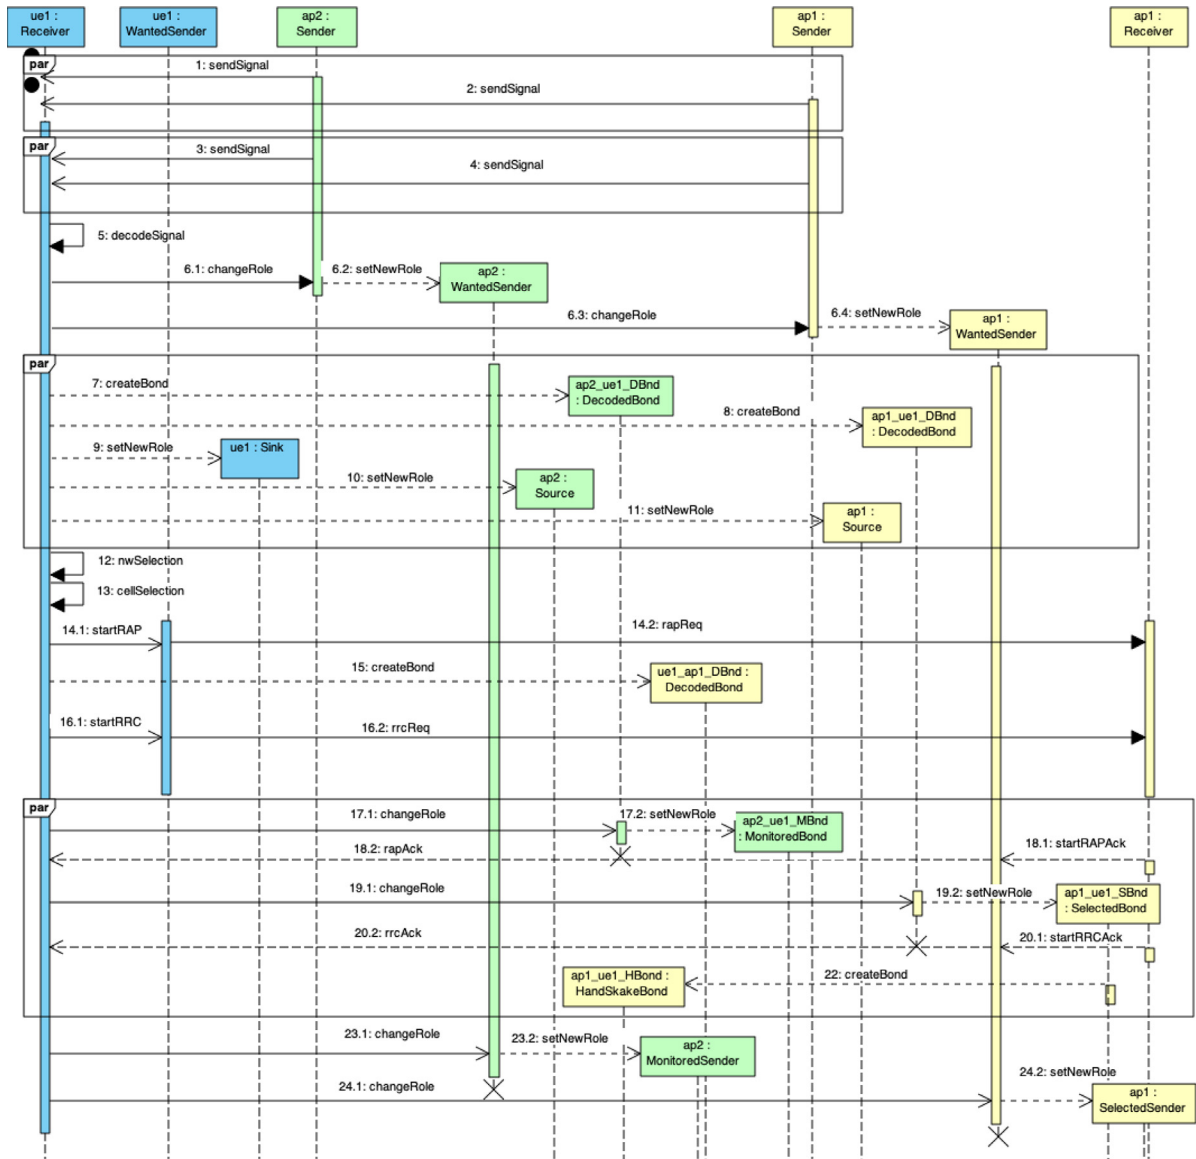 ue1 :
Receiver
ue1 :
WantedSender
ap2 :
Sender
ap1 :
Sender
ap1 :
Receiver
par
1: sendSignal
2: sendSignal
par
3: sendSignal
4: sendSignal
5: decodeSignal
6.1: changeRole
6.2: setNewRole
ap2 :
WantedSender
6.3: changeRole
6.4: setNewRole
ap1 :
WantedSender
par
7: createBond
ap2_ue1_DBnd
: DecodedBond
8: createBond
ap1_ue1_DBnd
: DecodedBond
9: setNewRole
ue1 : Sink
10: setNewRole
ap2 :
Source
11: setNewRole
ap1 :
Source
12: nwSelection
13: cellSelection
14.1: startRAP
14.2: rapReq
15: createBond
ue1_ap1_DBnd :
DecodedBond
16.1: startRRC
16.2: rrcReq
par
17.1: changeRole
17.2: setNewRole
ap2_ue1_MBnd
: MonitoredBond
18.2: rapAck
18.1: startRAPAck
19.1: changeRole
19.2: setNewRole
ap1_ue1_SBnd
: SelectedBond
20.2: rrcAck
20.1: startRRCAck
ap1_ue1_HBond :
HandSkakeBond
22: createBond
23.1: changeRole
23.2: setNewRole
ap2 :
MonitoredSender
24.1: changeRole
24.2: setNewRole
ap1 :
SelectedSender